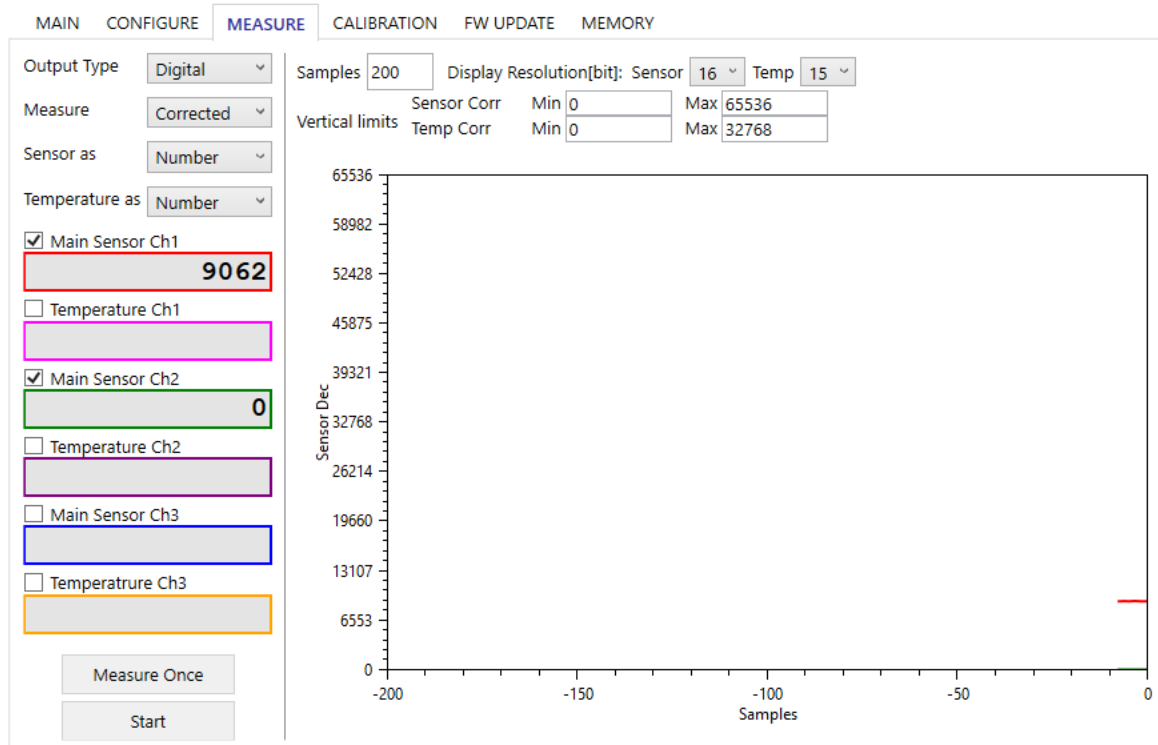 MAIN CONFIGURE MEASURE CALIBRATION FW UPDATE MEMORY
Output Type Digital
Measure Corrected
Sensor as Number
Temperature as Number
Main Sensor Ch1
9062
Temperature Ch1
Main Sensor Ch2
0
Temperature Ch2
Main Sensor Ch3
Temperatrure Ch3
Measure Once
Start
Samples 200 Display Resolution[bit]: Sensor 16 Temp 15
Vertical limits
Sensor Corr Min 0 Max 65536
Temp Corr Min 0 Max 32768
65536
58982
52428
45875
39321
32768
26214
19660
13107
6553
0
Sensor Dec
-200 -150 -100 -50 0
Samples